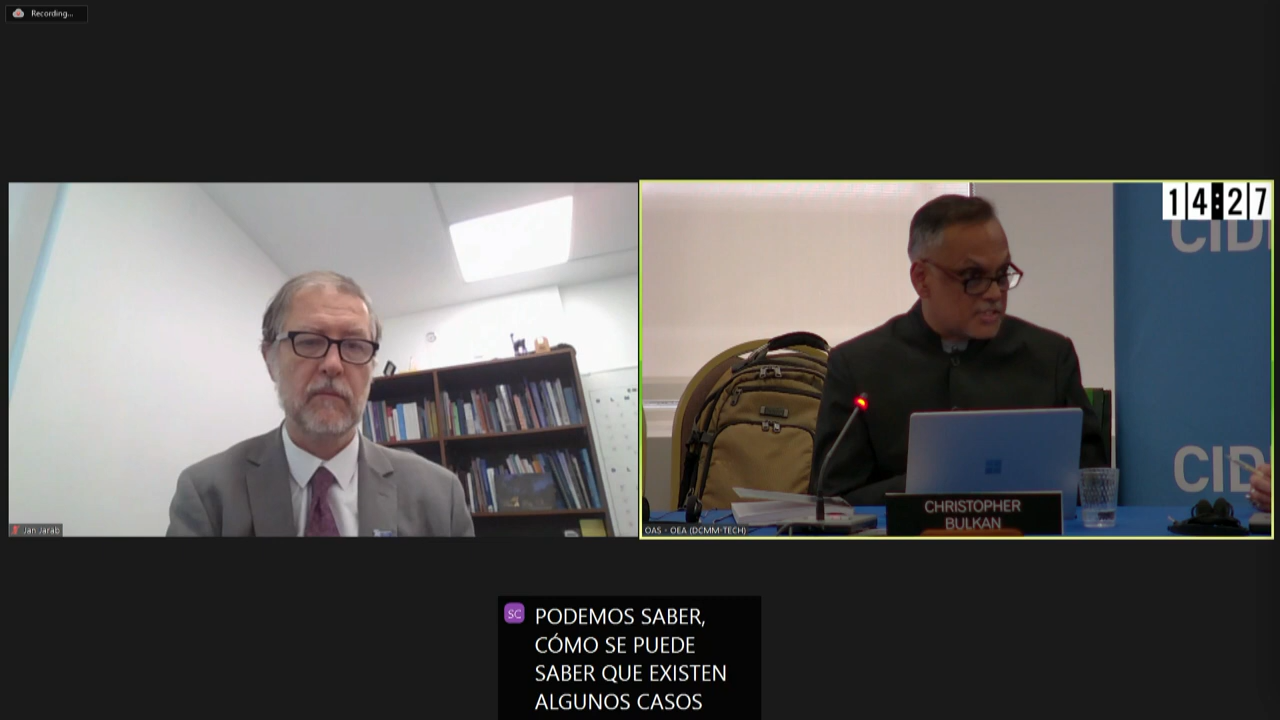 Recording...
14:27
CID
CID
CHRISTOPHER
BULKAN
Jan Jarab
OAS - OEA (DCMM-TECH)
SC
PODEMOS SABER,
CÓMO SE PUEDE
SABER QUE EXISTEN
ALGUNOS CASOS